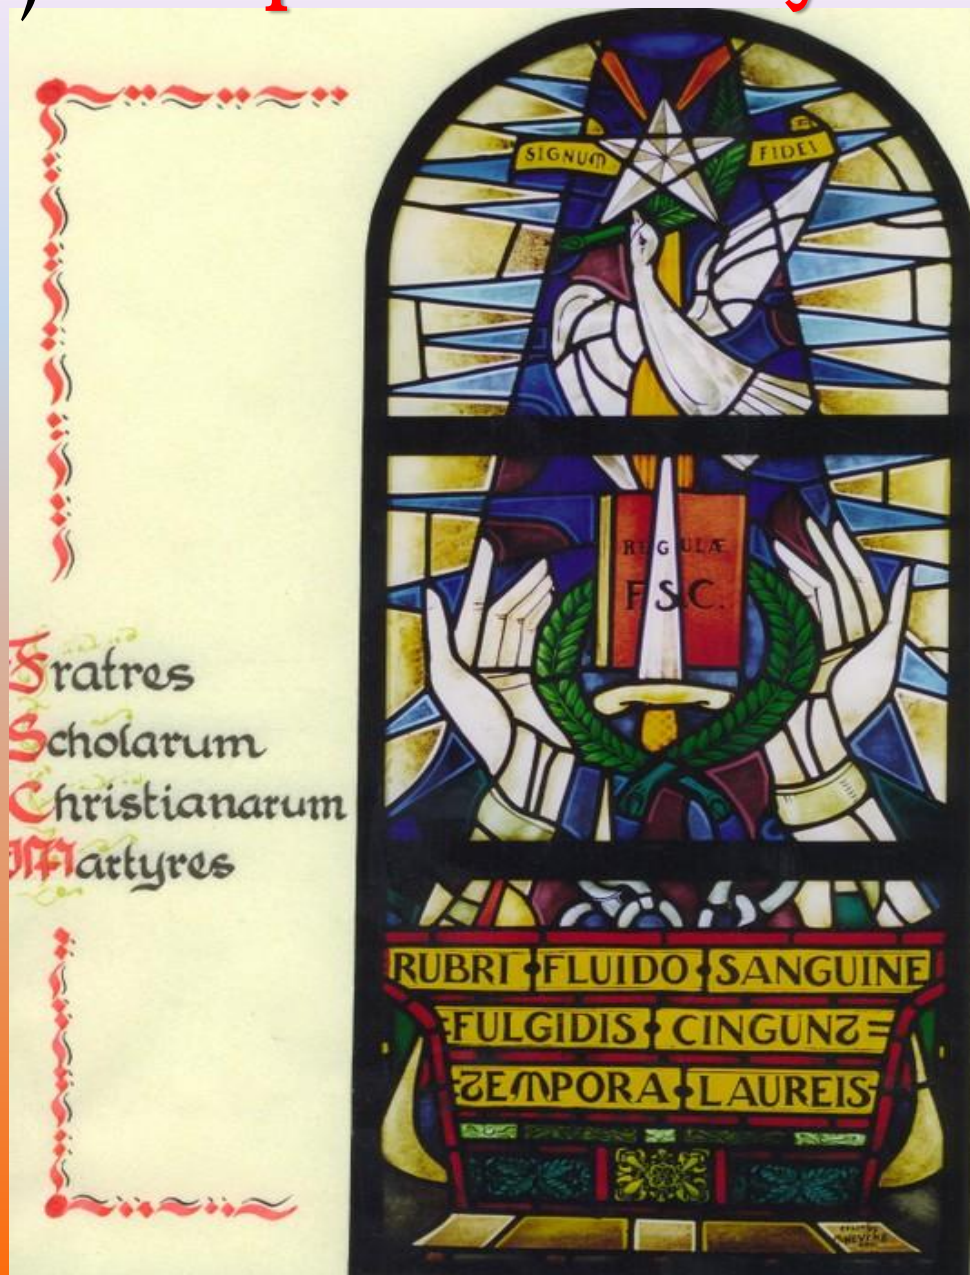 SIGNUM FIDEI
REGULÆ
F.S.C.
Fratres
Scholarum
Christianarum
Martyres
RUBRI • FLUIDO • SANGUINE
FULGIDIS • CINGUNT =
TEMPORA • LAUREIS